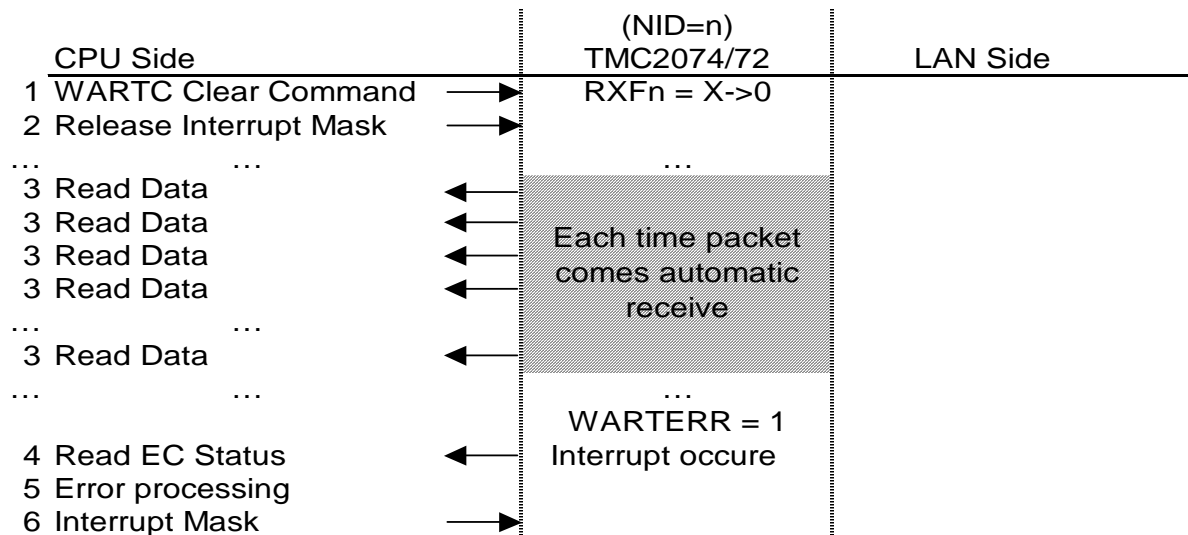 (NID=n)
CPU Side TMC2074/72 LAN Side
1 WARTC Clear Command RXFn = X->0
2 Release Interrupt Mask
... ... ...
3 Read Data
3 Read Data Each time packet
3 Read Data comes automatic
3 Read Data receive
... ...
3 Read Data
... ... ...
WARTERR = 1
4 Read EC Status Interrupt occure
5 Error processing
6 Interrupt Mask